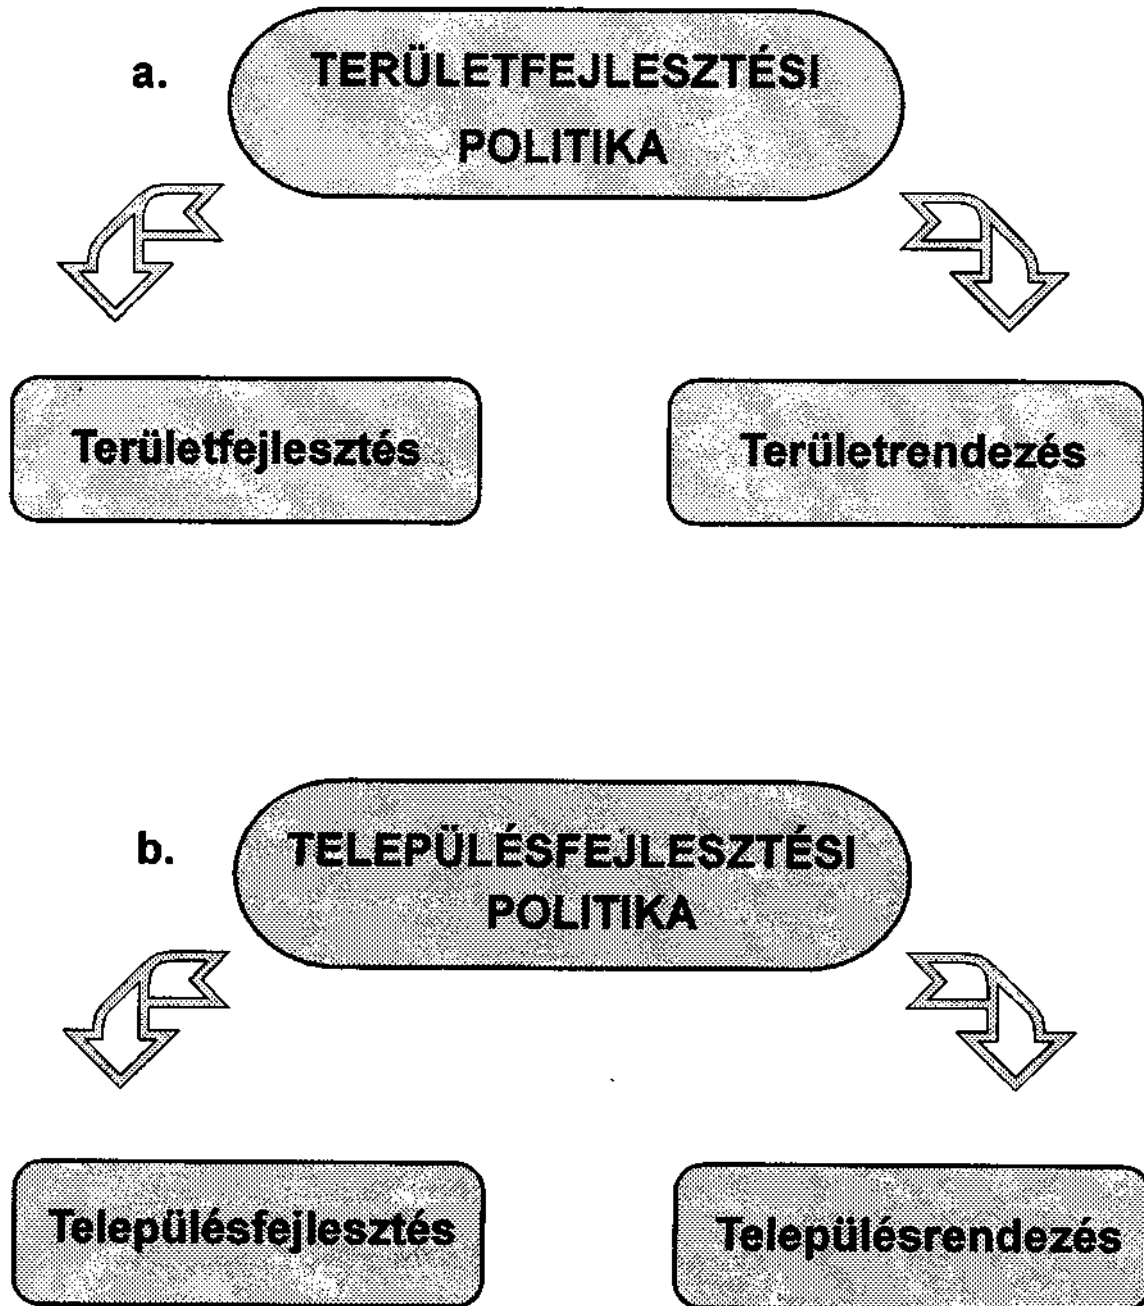 a.
TERÜLETFEJLESZTÉSI
POLITIKA
Területfejlesztés
Területrendezés
b.
TELEPÜLÉSFEJLESZTÉSI
POLITIKA
Településfejlesztés
Településrendezés